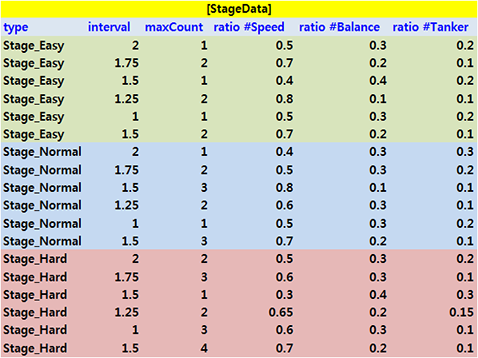 [StageData]
type interval maxCount ratio #Speed ratio #Balance ratio #Tanker
Stage_Easy 2 1 0.5 0.3 0.2
Stage_Easy 1.75 2 0.7 0.2 0.1
Stage_Easy 1.5 1 0.4 0.4 0.2
Stage_Easy 1.25 2 0.8 0.1 0.1
Stage_Easy 1 1 0.5 0.3 0.2
Stage_Easy 1.5 2 0.7 0.2 0.1
Stage_Normal 2 1 0.4 0.3 0.3
Stage_Normal 1.75 2 0.5 0.3 0.2
Stage_Normal 1.5 3 0.8 0.1 0.1
Stage_Normal 1.25 2 0.6 0.3 0.1
Stage_Normal 1 1 0.5 0.3 0.2
Stage_Normal 1.5 3 0.7 0.2 0.1
Stage_Hard 2 2 0.5 0.3 0.2
Stage_Hard 1.75 3 0.6 0.3 0.1
Stage_Hard 1.5 1 0.3 0.4 0.3
Stage_Hard 1.25 2 0.65 0.2 0.15
Stage_Hard 1 3 0.6 0.3 0.1
Stage_Hard 1.5 4 0.7 0.2 0.1